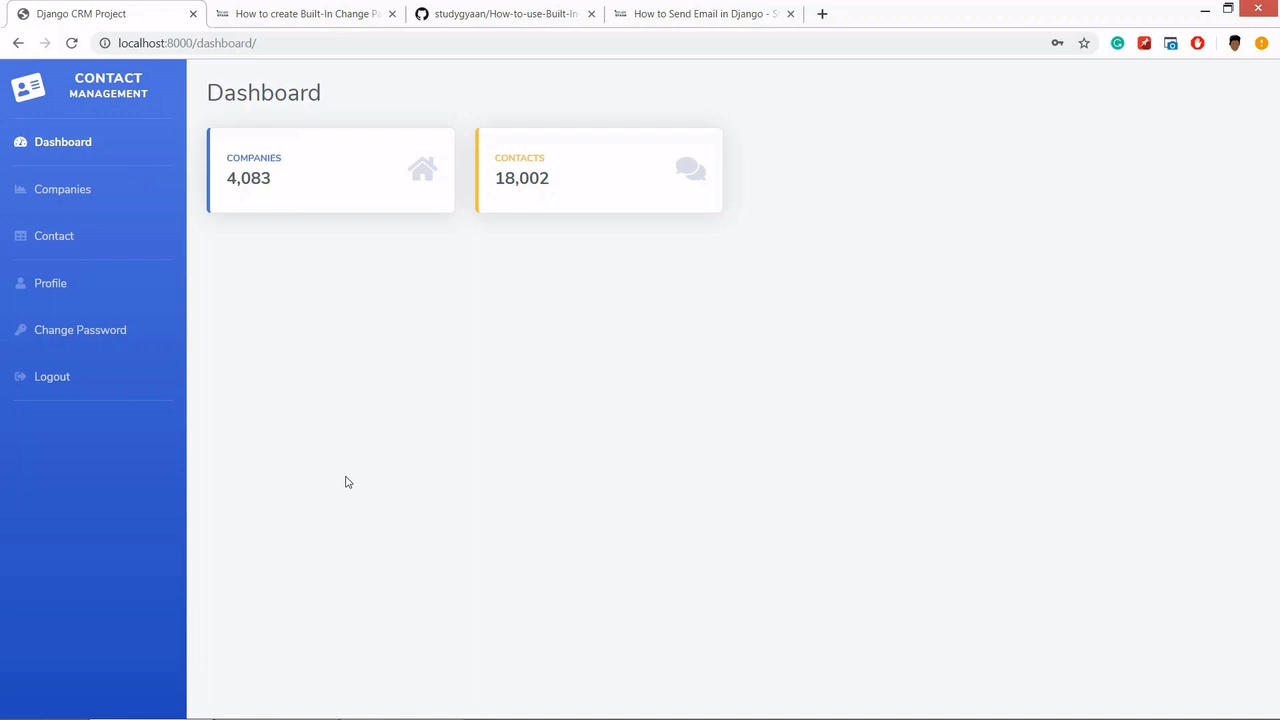 Django CRM Project
How to create Built-In Change Pa
studygyaan/How-to-use-Built-In-
How to Send Email in Django - S
localhost:8000/dashboard/
CONTACT
MANAGEMENT
Dashboard
Companies
Contact
Profile
Change Password
Logout
Dashboard
COMPANIES
4,083
CONTACTS
18,002